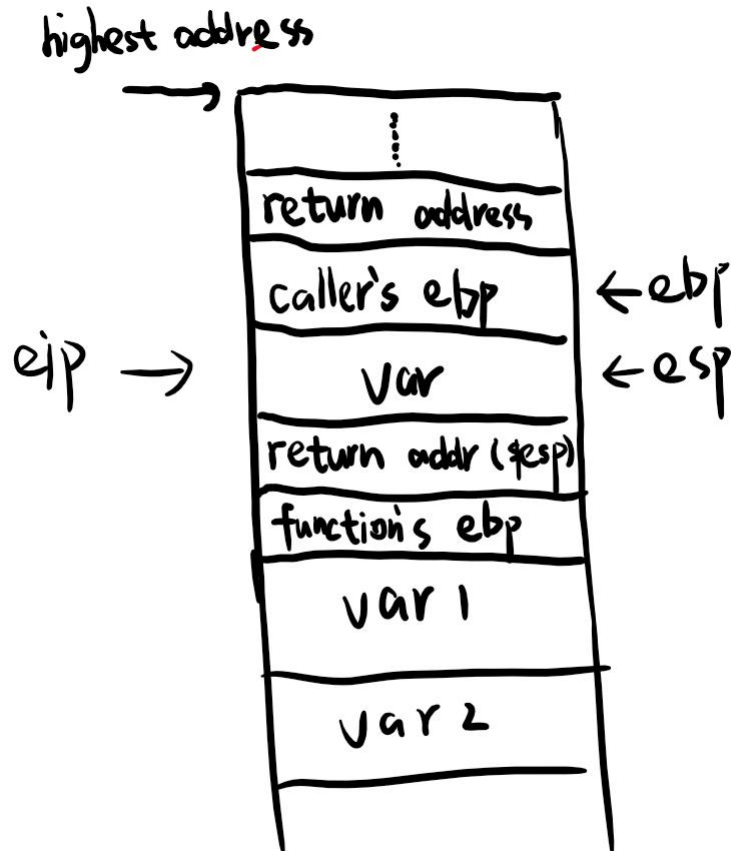 highest address
return address
caller's ebp
←ebp
eip →
var
←esp
return addr ($esp)
function's ebp
var 1
var 2